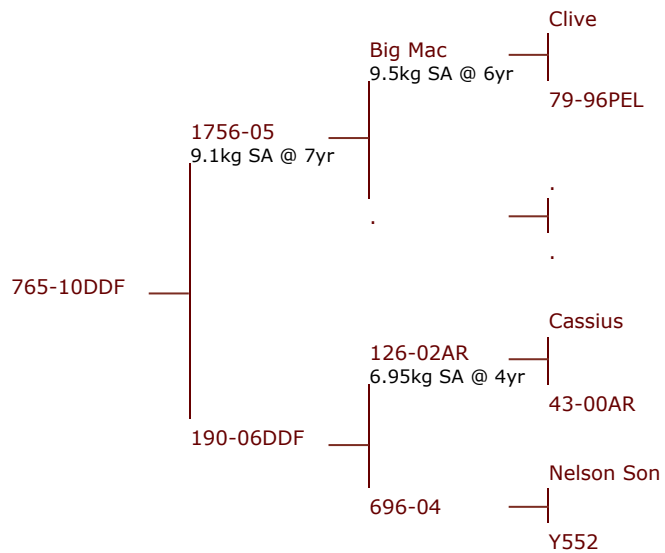 Clive
Big Mac
9.5kg SA @ 6yr
79-96PEL
1756-05
9.1kg SA @ 7yr
.
.
.
765-10DDF
Cassius
126-02AR
6.95kg SA @ 4yr
43-00AR
190-06DDF
Nelson Son
696-04
Y552